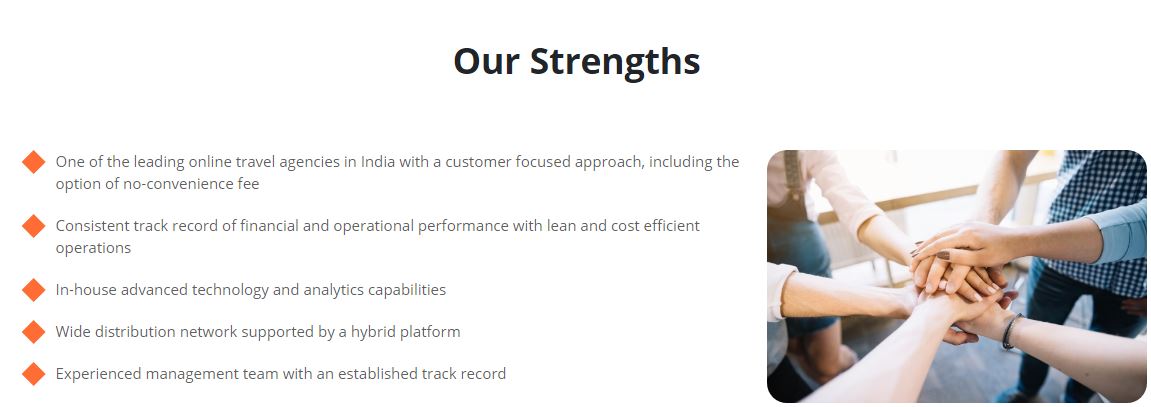 Our Strengths
One of the leading online travel agencies in India with a customer focused approach, including the
option of no-convenience fee
Consistent track record of financial and operational performance with lean and cost efficient
operations
In-house advanced technology and analytics capabilities
Wide distribution network supported by a hybrid platform
Experienced management team with an established track record